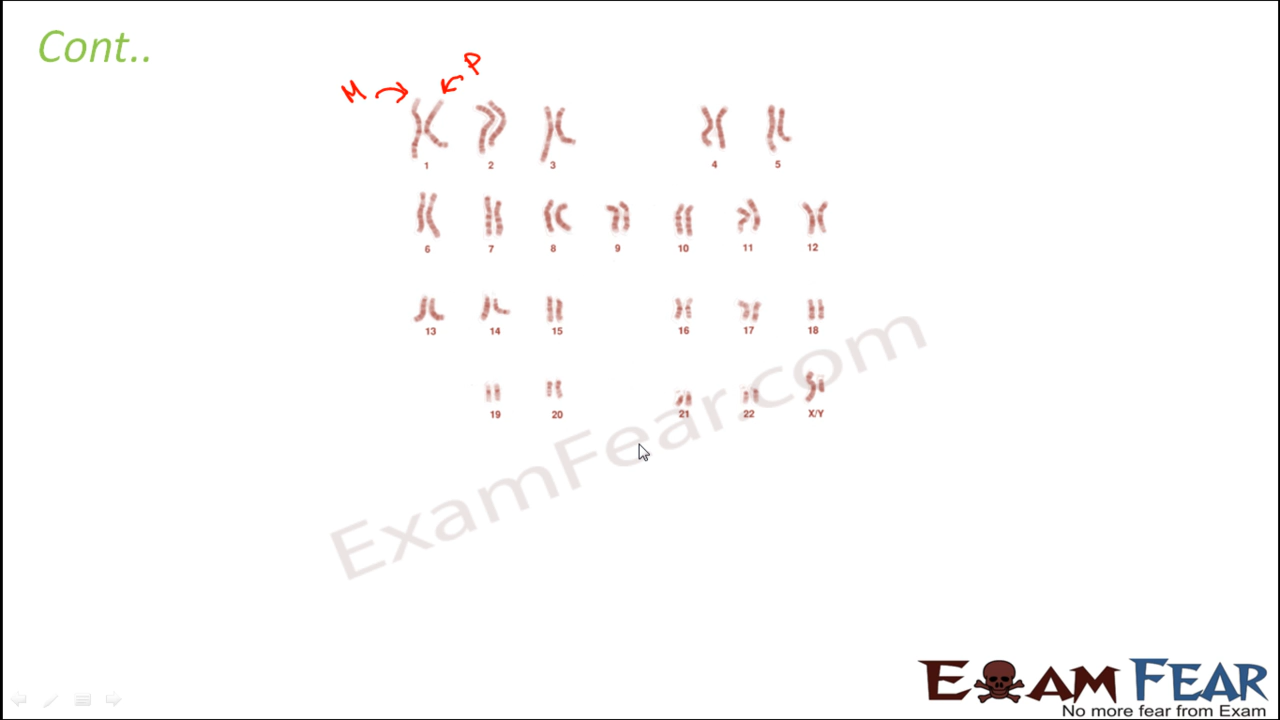 Cont..
M P
1 2 3 4 5
6 7 8 9 10 11 12
13 14 15 16 17 18
19 20 21 22 X/Y
ExamFear.com
EXAM FEAR
No more fear from Exam